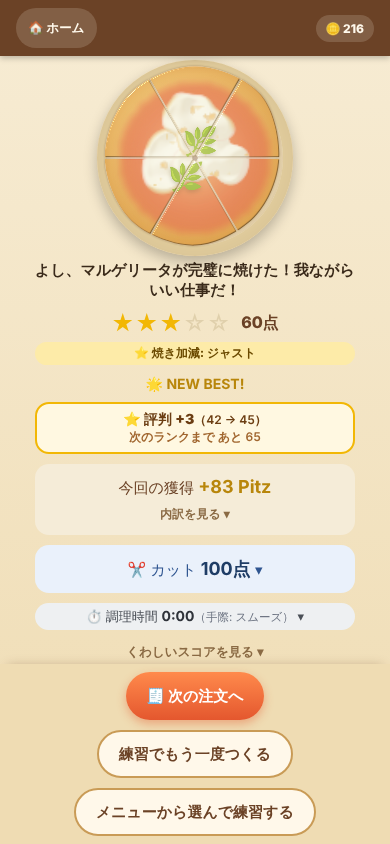 🏠 ホーム
🪙 216
よし、マルゲリータが完璧に焼けた！我ながら
いい仕事だ！
★★★☆☆ 60点
⭐ 焼き加減: ジャスト
🌟 NEW BEST!
⭐ 評判 +3（42 → 45）
次のランクまで あと 65
今回の獲得 +83 Pitz
内訳を見る ▾
✂️ カット 100点 ▾
⏱️ 調理時間 0:00（手際: スムーズ） ▾
くわしいスコアを見る ▾
🧾 次の注文へ
練習でもう一度つくる
メニューから選んで練習する